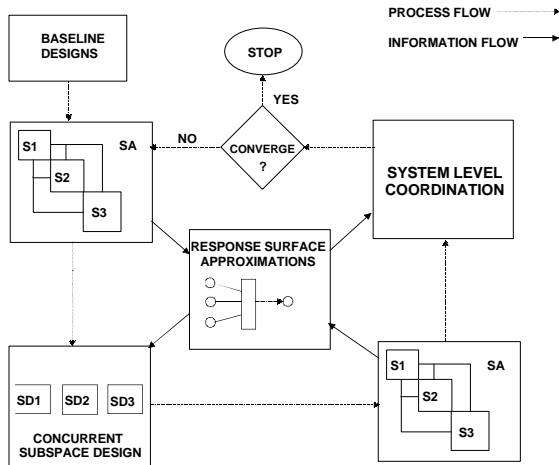 PROCESS FLOW
INFORMATION FLOW
BASELINE
DESIGNS
STOP
YES
NO
CONVERGE
?
S1
SA
S2
S3
SYSTEM LEVEL
COORDINATION
RESPONSE SURFACE
APPROXIMATIONS
SD1 SD2 SD3
CONCURRENT
SUBSPACE DESIGN
S1
SA
S2
S3